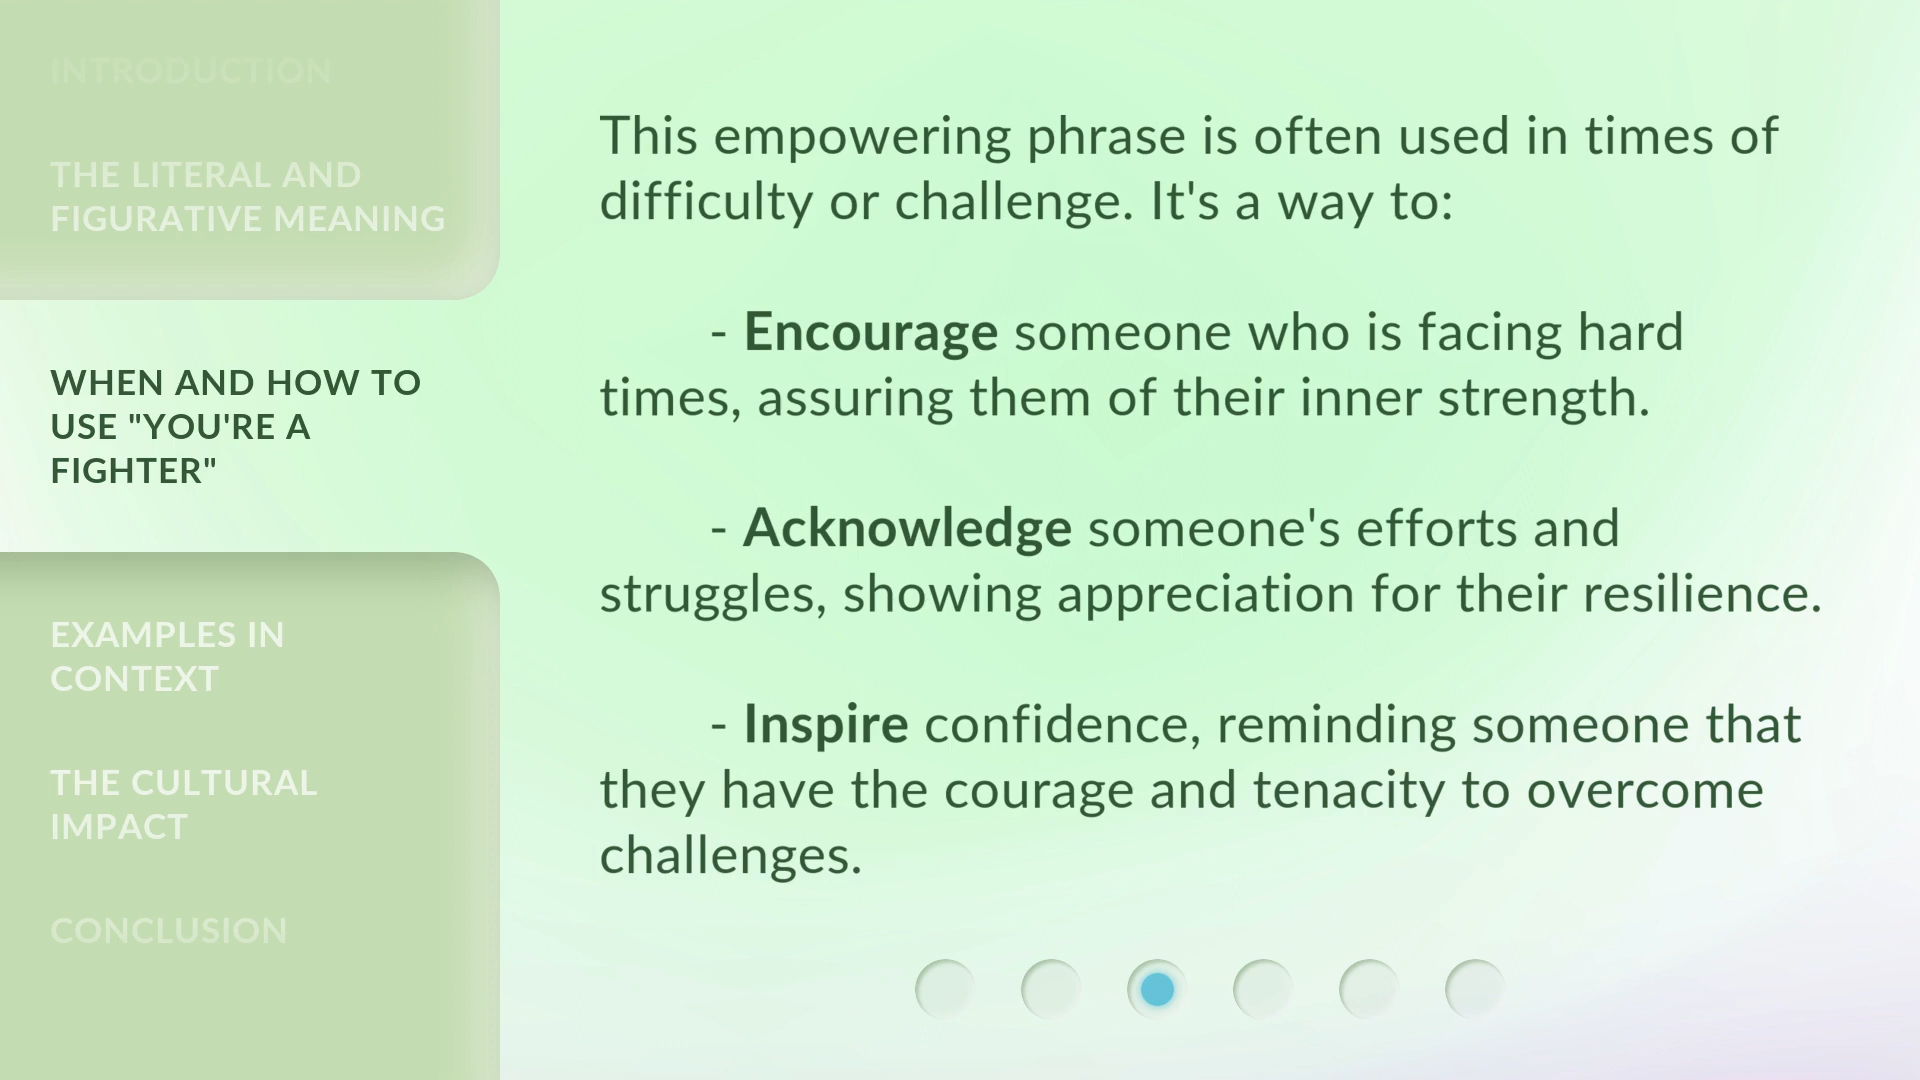 INTRODUCTION
THE LITERAL AND
FIGURATIVE MEANING
WHEN AND HOW TO
USE "YOU'RE A
FIGHTER"
EXAMPLES IN
CONTEXT
THE CULTURAL
IMPACT
CONCLUSION
This empowering phrase is often used in times of
difficulty or challenge. It's a way to:
- Encourage someone who is facing hard
times, assuring them of their inner strength.
- Acknowledge someone's efforts and
struggles, showing appreciation for their resilience.
- Inspire confidence, reminding someone that
they have the courage and tenacity to overcome
challenges.